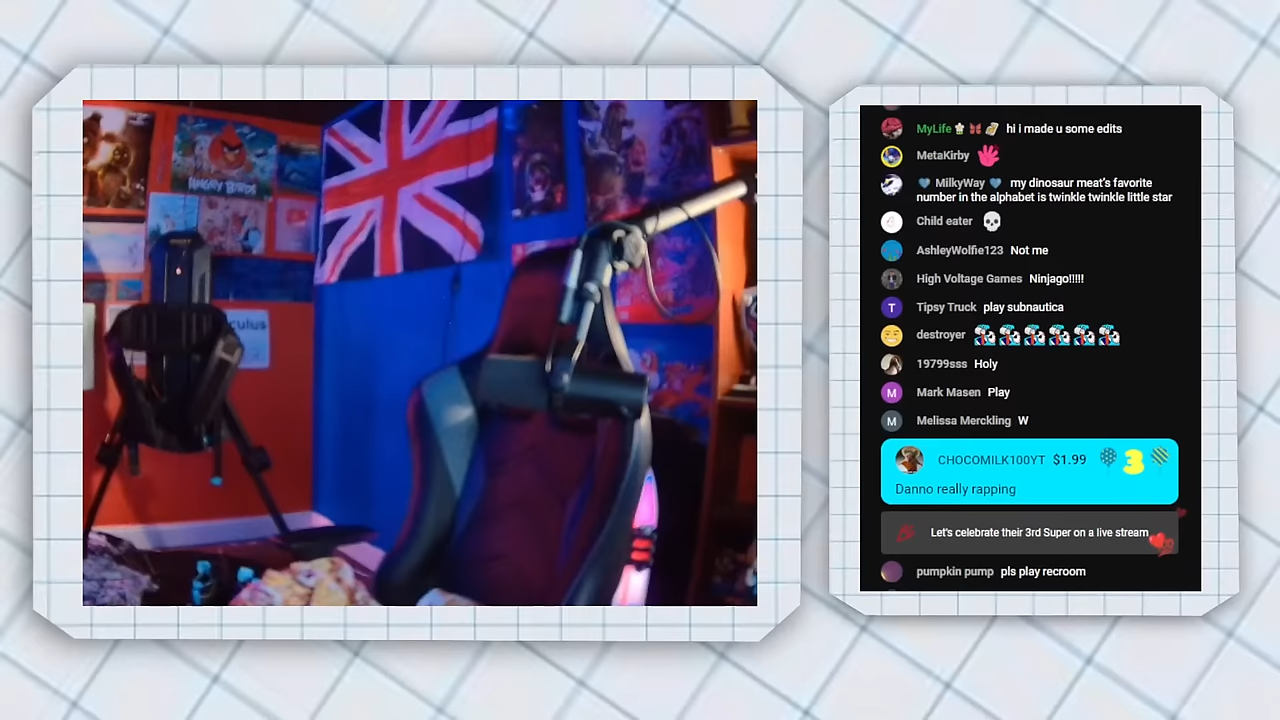 ANGRY BIRDS
culus
MyLife hi i made u some edits
MetaKirby
MilkyWay my dinosaur meat's favorite
number in the alphabet is twinkle twinkle little star
Child eater
AshleyWolfie123 Not me
High Voltage Games Ninjago!!!!!
T Tipsy Truck play subnautica
destroyer
19799sss Holy
M Mark Masen Play
M Melissa Merckling W
CHOCOMILK100YT $1.99 3
Danno really rapping
Let's celebrate their 3rd Super on a live stream
pumpkin pump pls play recroom